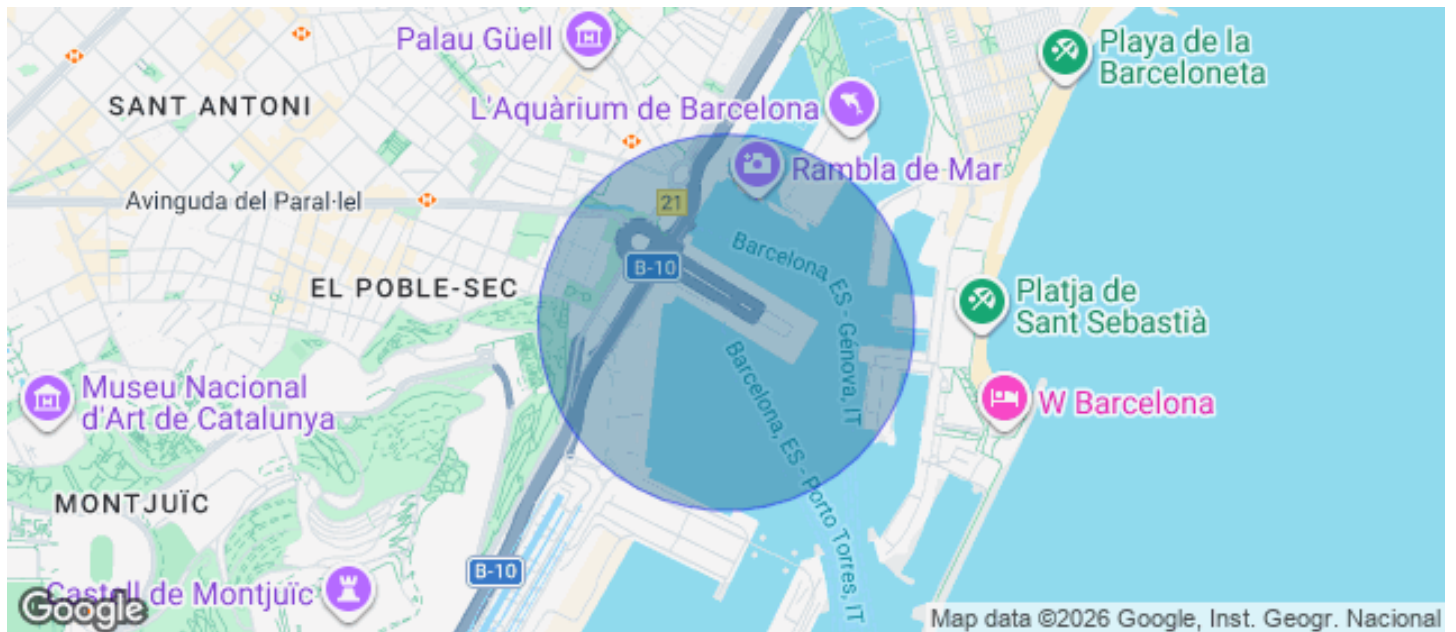 Palau Güell
Playa de la
Barceloneta
SANT ANTONI
L'Aquàrium de Barcelona
Rambla de Mar
Avinguda del Paral·lel
21
Barcelona, ES - Génova, IT
B-10
EL POBLE-SEC
Platja de
Sant Sebastià
Barcelona, ES - Porto Torres, IT
Museu Nacional
d'Art de Catalunya
W Barcelona
MONTJUÏC
B-10
Castell de Montjuïc
Google
Map data ©2026 Google, Inst. Geogr. Nacional